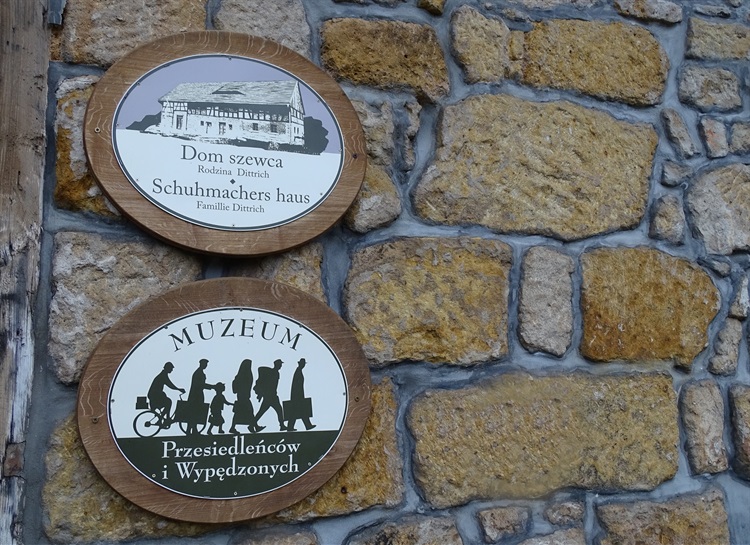 Dom szewca
Rodzina Dittrich
Schuhmachers haus
Famillie Dittrich
MUZEUM
Przesiedleńców
i Wypędzonych